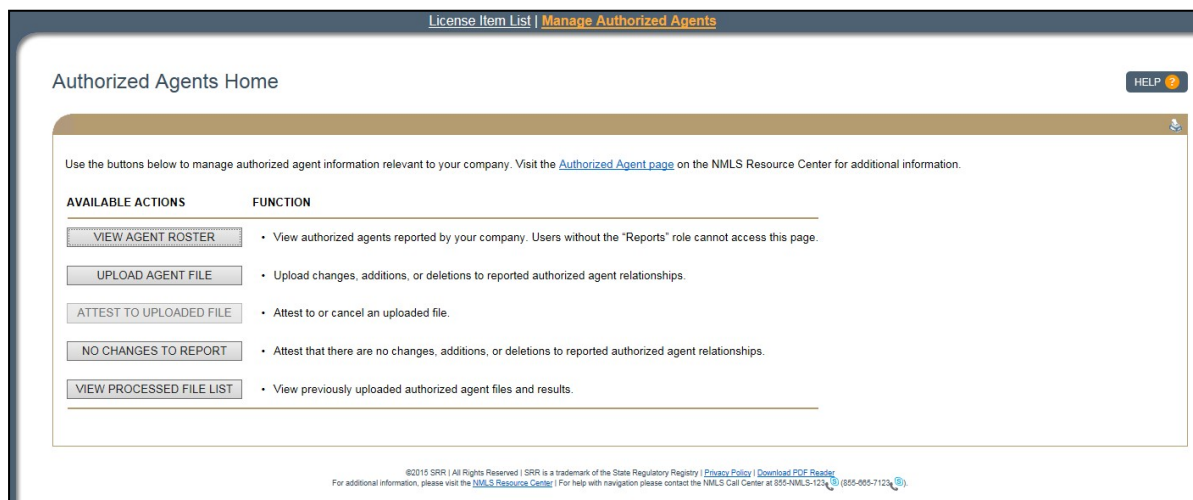 License Item List | Manage Authorized Agents
Authorized Agents Home
HELP ?
Use the buttons below to manage authorized agent information relevant to your company. Visit the Authorized Agent page on the NMLS Resource Center for additional information.
AVAILABLE ACTIONS FUNCTION
VIEW AGENT ROSTER • View authorized agents reported by your company. Users without the "Reports" role cannot access this page.
UPLOAD AGENT FILE • Upload changes, additions, or deletions to reported authorized agent relationships.
ATTEST TO UPLOADED FILE • Attest to or cancel an uploaded file.
NO CHANGES TO REPORT • Attest that there are no changes, additions, or deletions to reported authorized agent relationships.
VIEW PROCESSED FILE LIST • View previously uploaded authorized agent files and results.
©2015 SRR | All Rights Reserved | SRR is a trademark of the State Regulatory Registry | Privacy Policy | Download PDF Reader
For additional information, please visit the NMLS Resource Center | For help with navigation please contact the NMLS Call Center at 855-NMLS-123 (855-665-7123).